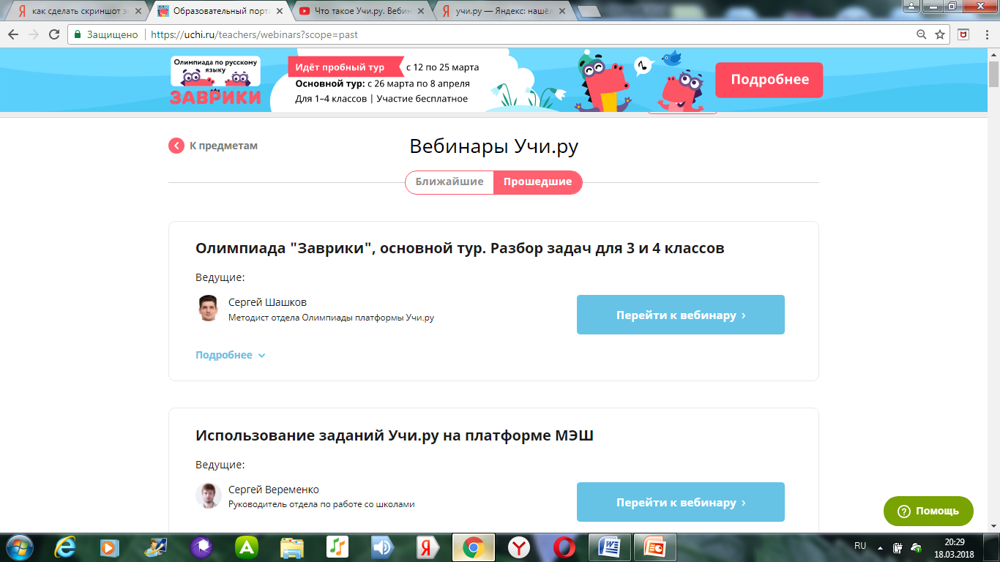 как сделать скриншот э
Образовательный порта
Что такое Учи.ру. Вебин
учи.ру — Яндекс: нашёл
Защищено
https://uchi.ru/teachers/webinars?scope=past
Олимпиада по русскому
языку
ЗАВРИКИ
Идёт пробный тур с 12 по 25 марта
Основной тур: с 26 марта по 8 апреля
Для 1–4 классов | Участие бесплатное
Подробнее
К предметам
Вебинары Учи.ру
Ближайшие
Прошедшие
Олимпиада "Заврики", основной тур. Разбор задач для 3 и 4 классов
Ведущие:
Сергей Шашков
Методист отдела Олимпиады платформы Учи.ру
Перейти к вебинару ›
Подробнее
Использование заданий Учи.ру на платформе МЭШ
Ведущие:
Сергей Веременко
Руководитель отдела по работе со школами
Перейти к вебинару ›
Помощь
RU
20:29
18.03.2018